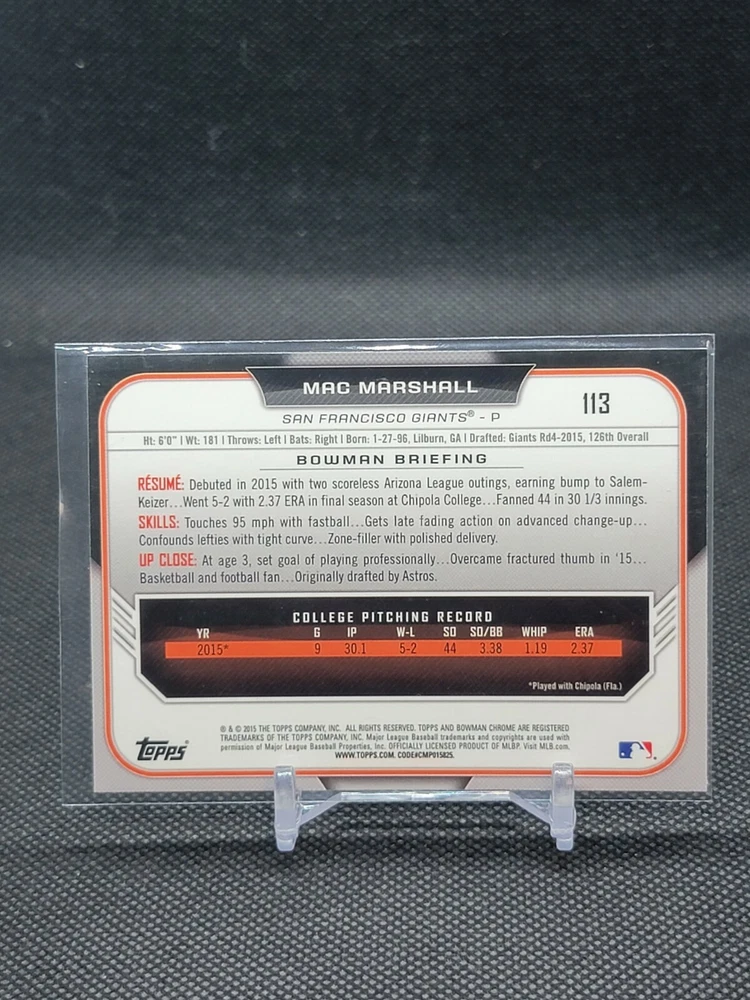 MAC MARSHALL
113
SAN FRANCISCO GIANTS® - P
Ht: 6'0" | Wt: 181 | Throws: Left | Bats: Right | Born: 1-27-96, Lilburn, GA | Drafted: Giants Rd4-2015, 126th Overall
BOWMAN BRIEFING
RÉSUMÉ: Debuted in 2015 with two scoreless Arizona League outings, earning bump to Salem-
Keizer...Went 5-2 with 2.37 ERA in final season at Chipola College...Fanned 44 in 30 1/3 innings.
SKILLS: Touches 95 mph with fastball...Gets late fading action on advanced change-up...
Confounds lefties with tight curve...Zone-filler with polished delivery.
UP CLOSE: At age 3, set goal of playing professionally...Overcame fractured thumb in '15...
Basketball and football fan...Originally drafted by Astros.
COLLEGE PITCHING RECORD
YR G IP W-L SO SO/BB WHIP ERA
2015* 9 30.1 5-2 44 3.38 1.19 2.37
*Played with Chipola (Fla.)
® & © 2015 THE TOPPS COMPANY, INC. ALL RIGHTS RESERVED. TOPPS AND BOWMAN CHROME ARE REGISTERED
TRADEMARKS OF THE TOPPS COMPANY, INC. Major League Baseball trademarks and copyrights are used with
permission of Major League Baseball Properties, Inc. OFFICIALLY LICENSED PRODUCT OF MLBP. Visit MLB.com.
WWW.TOPPS.COM. CODE#CMP015825.
Topps®